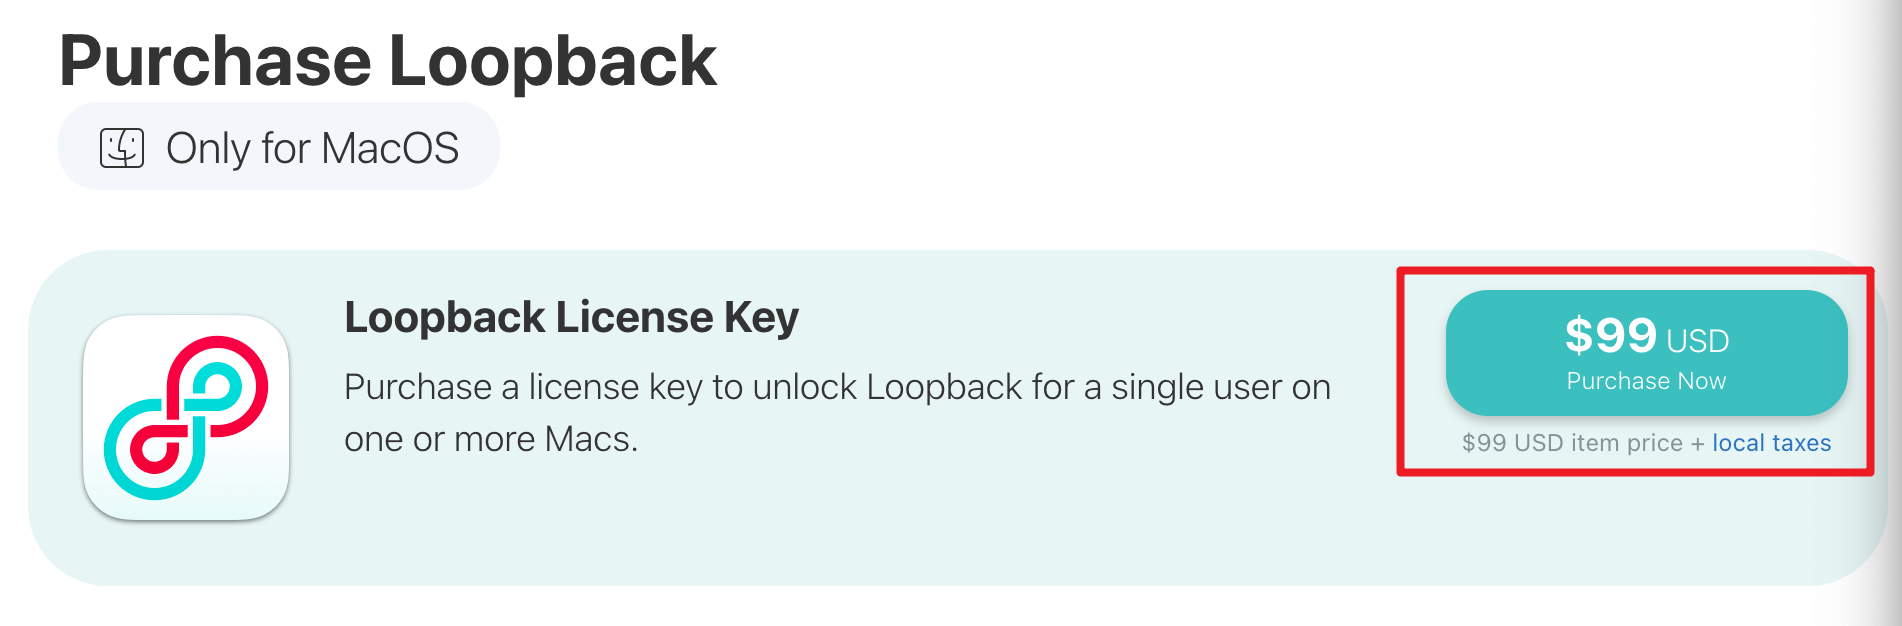 Purchase Loopback
Only for MacOS
Loopback License Key
Purchase a license key to unlock Loopback for a single user on
one or more Macs.
$99 USD
Purchase Now
$99 USD item price + local taxes